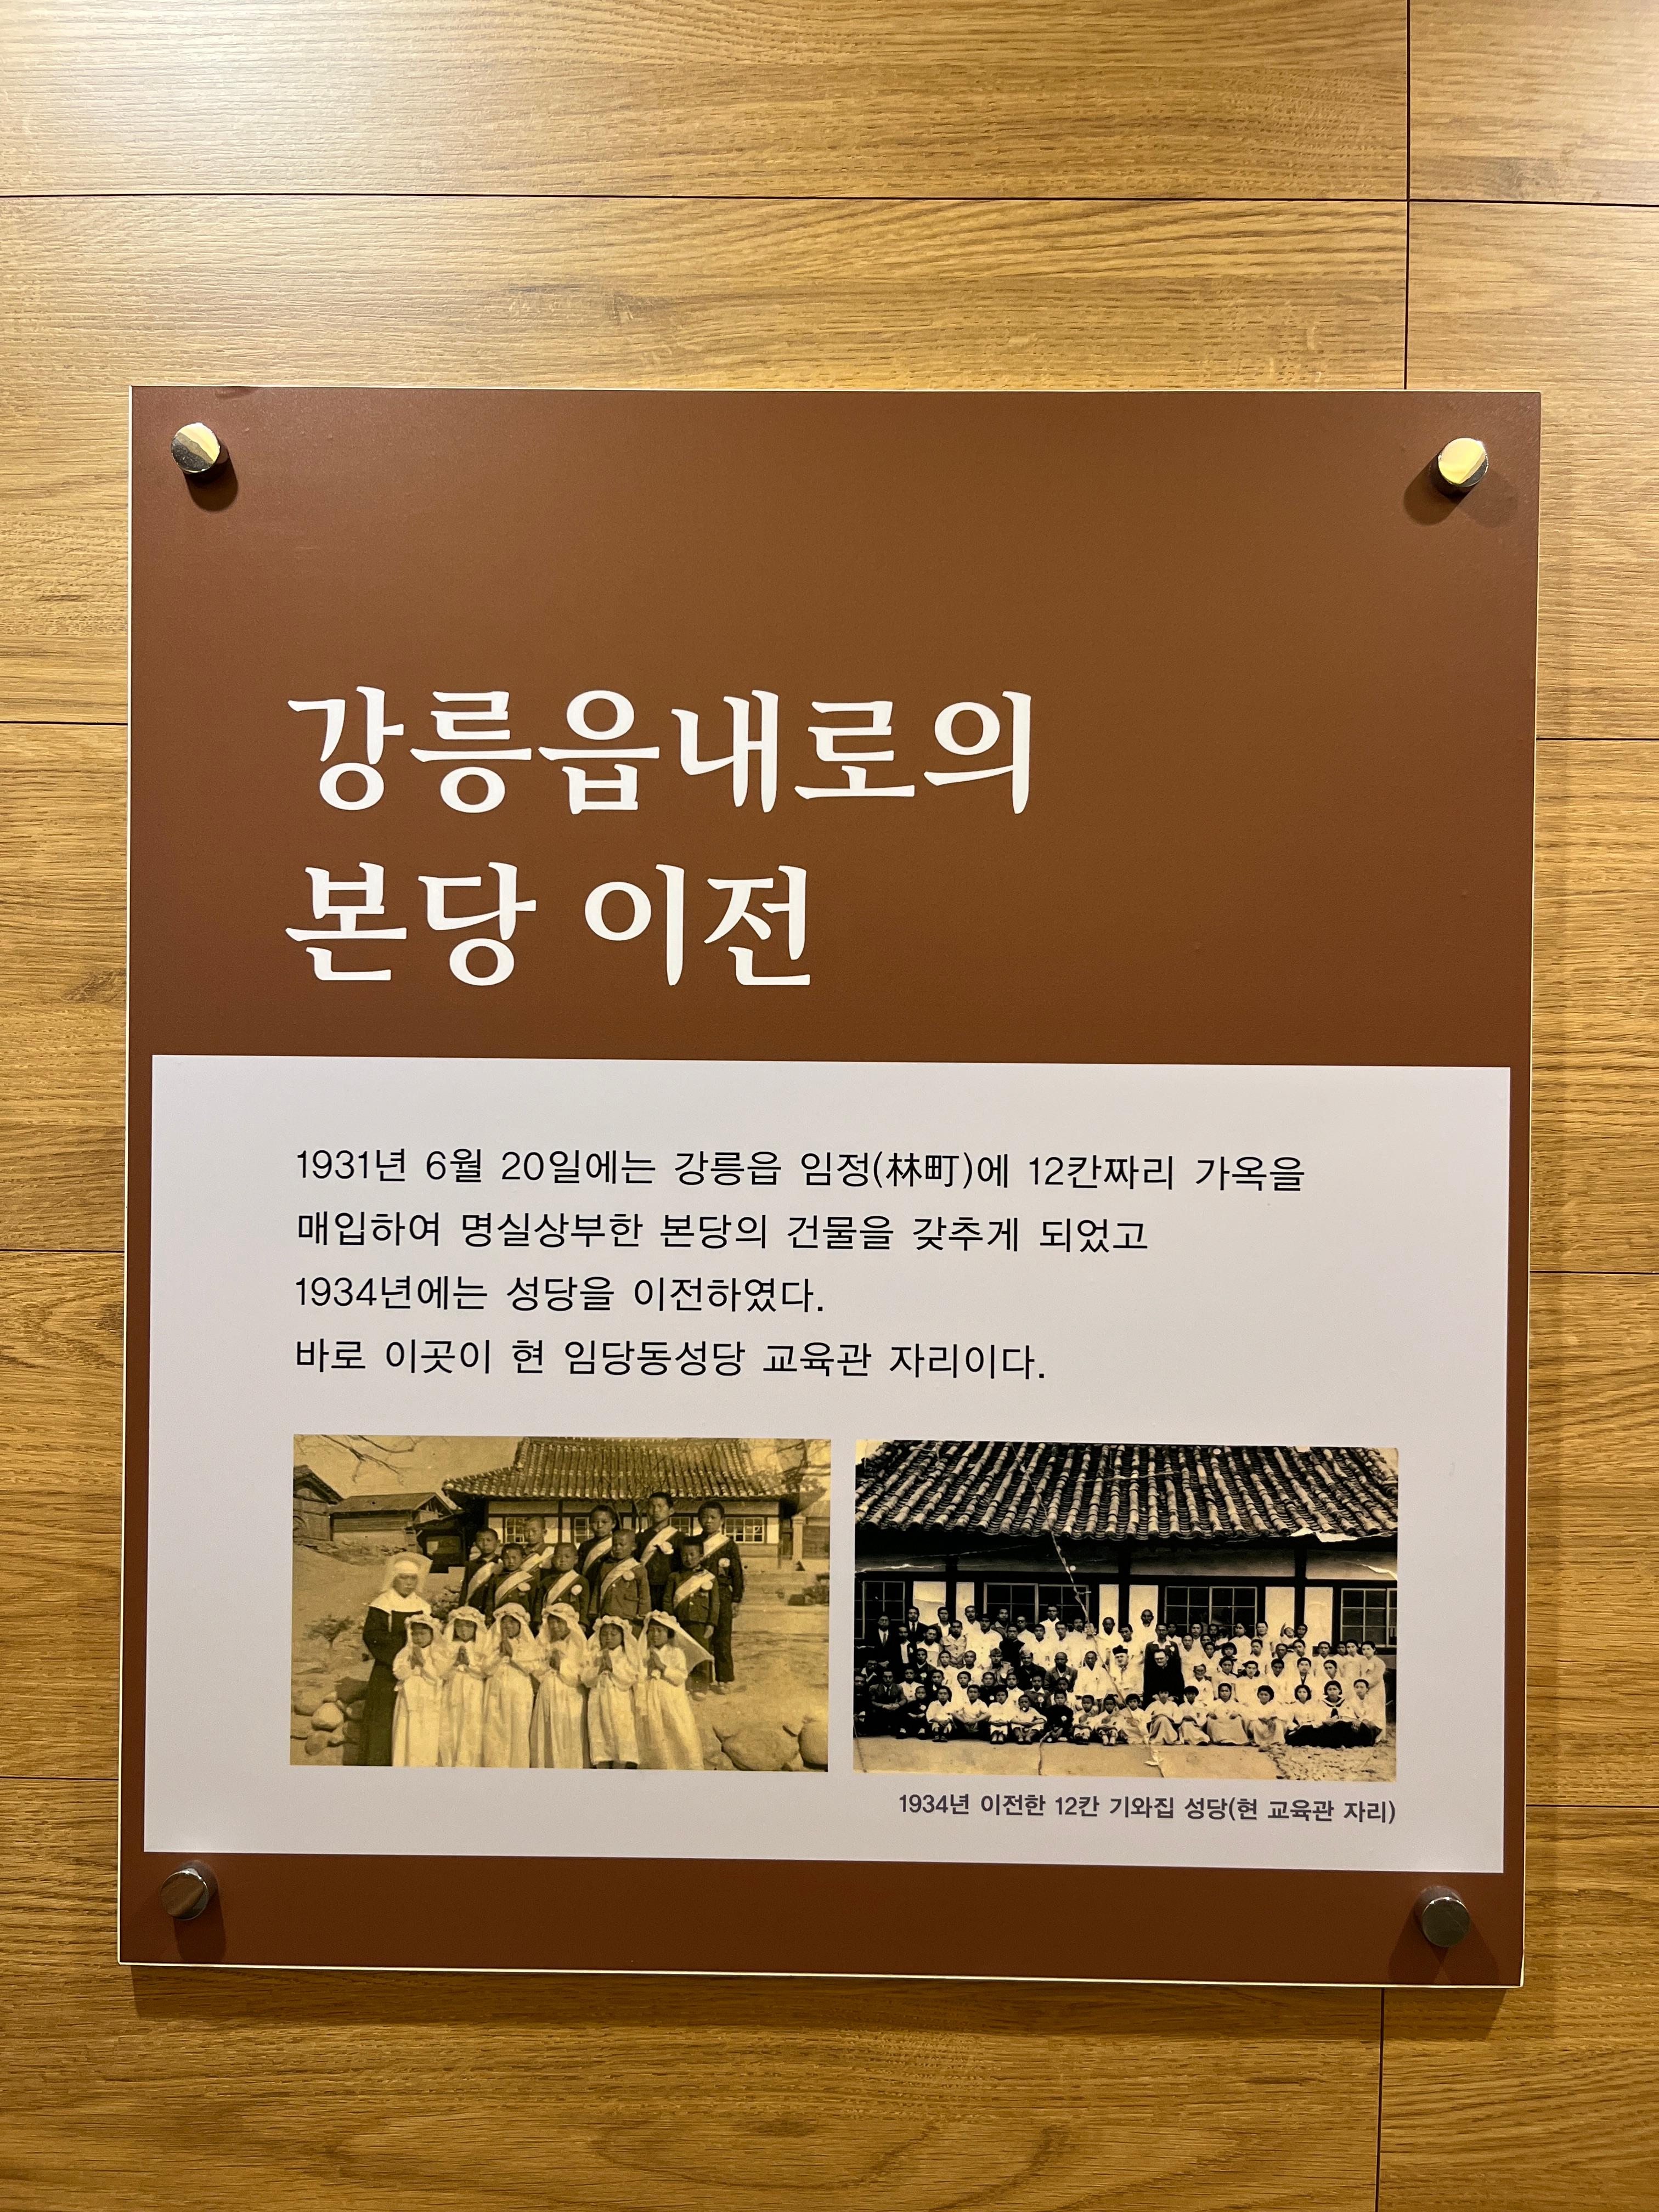 강릉읍내로의
본당 이전
1931년 6월 20일에는 강릉읍 임정(林町)에 12칸짜리 가옥을
매입하여 명실상부한 본당의 건물을 갖추게 되었고
1934년에는 성당을 이전하였다.
바로 이곳이 현 임당동성당 교육관 자리이다.
1934년 이전한 12칸 기와집 성당(현 교육관 자리)